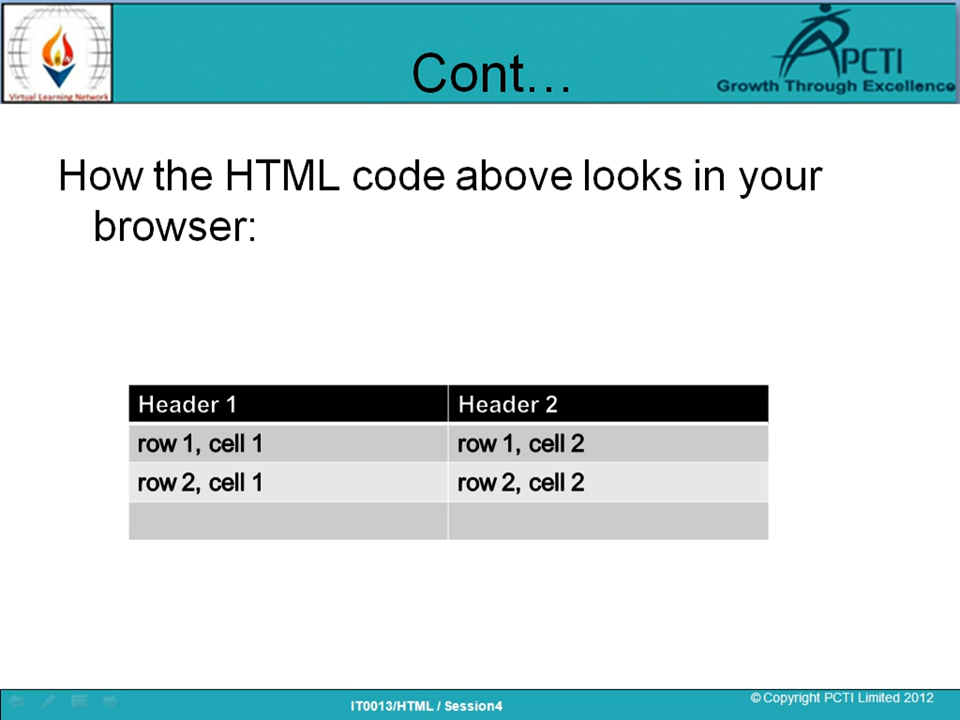 Virtual Learning Network
Cont...
APCTI
Growth Through Excellence
How the HTML code above looks in your
browser:
Header 1 Header 2
row 1, cell 1 row 1, cell 2
row 2, cell 1 row 2, cell 2
IT0013/HTML / Session4
© Copyright PCTI Limited 2012